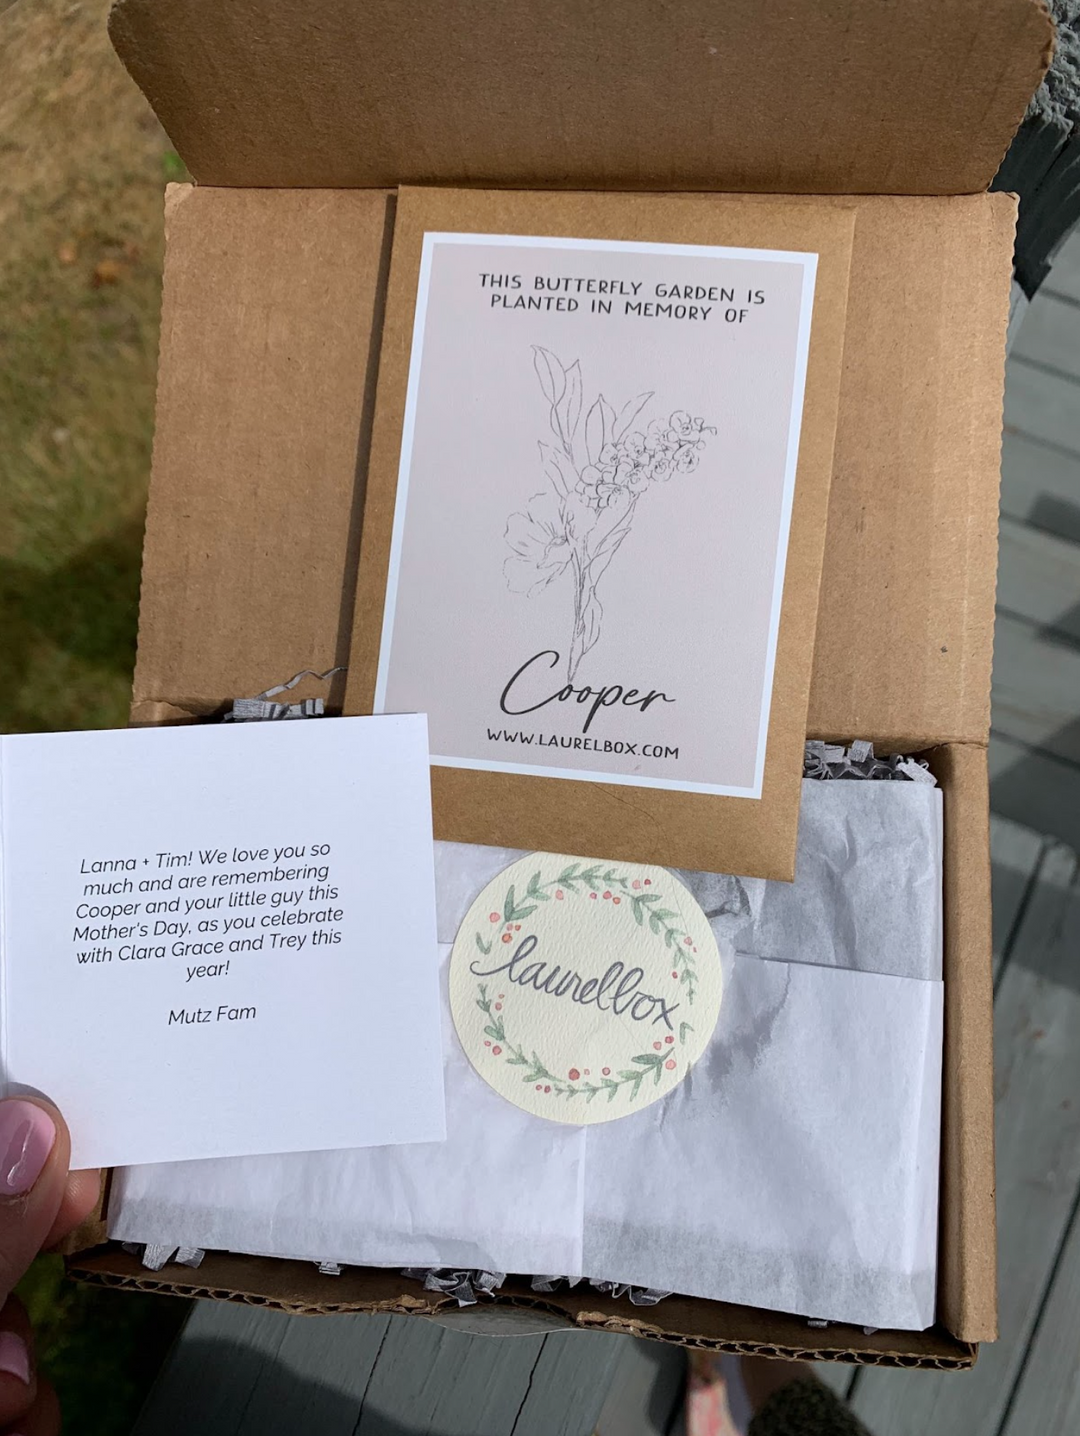 THIS BUTTERFLY GARDEN IS
PLANTED IN MEMORY OF
Cooper
WWW.LAURELBOX.COM
Lanna + Tim! We love you so
much and are remembering
Cooper and your little guy this
Mother's Day, as you celebrate
with Clara Grace and Trey this
year!
Mutz Fam
laurelbox